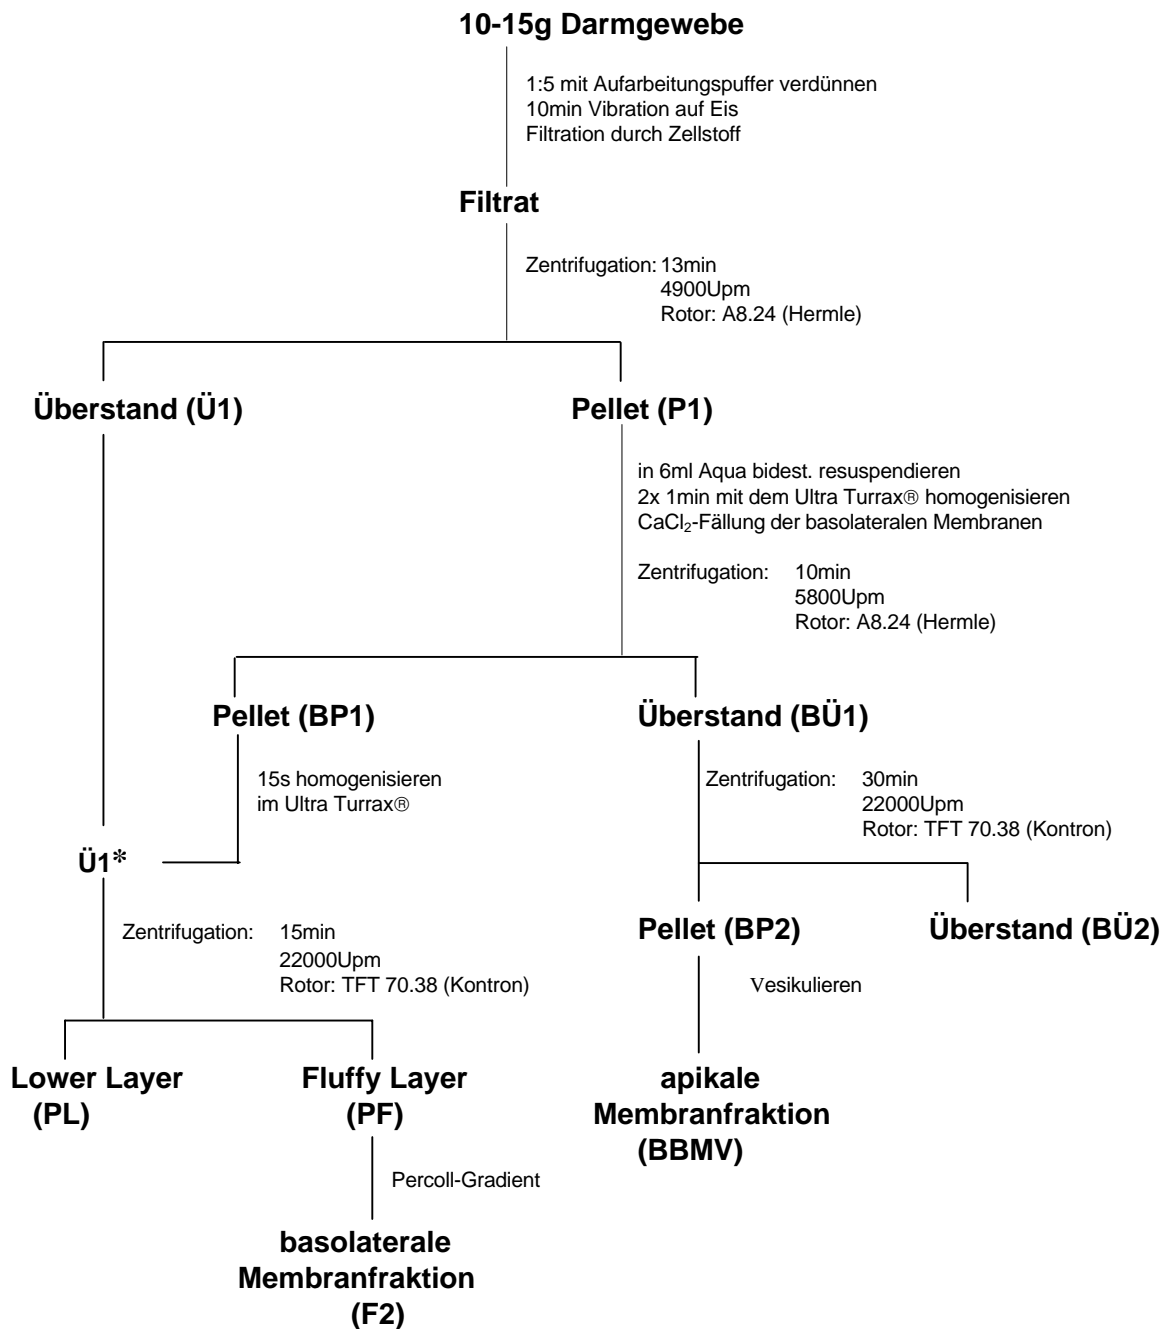 10-15g Darmgewebe
1:5 mit Aufarbeitungspuffer verdünnen
10min Vibration auf Eis
Filtration durch Zellstoff
Filtrat
Zentrifugation: 13min
4900Upm
Rotor: A8.24 (Hermle)
Überstand (Ü1)
Pellet (P1)
in 6ml Aqua bidest. resuspendieren
2x 1min mit dem Ultra Turrax® homogenisieren
CaCl₂-Fällung der basolateralen Membranen
Zentrifugation: 10min
5800Upm
Rotor: A8.24 (Hermle)
Pellet (BP1)
Überstand (BÜ1)
15s homogenisieren
im Ultra Turrax®
Zentrifugation: 30min
22000Upm
Rotor: TFT 70.38 (Kontron)
Ü1*
Pellet (BP2)
Überstand (BÜ2)
Zentrifugation: 15min
22000Upm
Rotor: TFT 70.38 (Kontron)
Vesikulieren
Lower Layer
(PL)
Fluffy Layer
(PF)
apikale
Membranfraktion
(BBMV)
Percoll-Gradient
basolaterale
Membranfraktion
(F2)